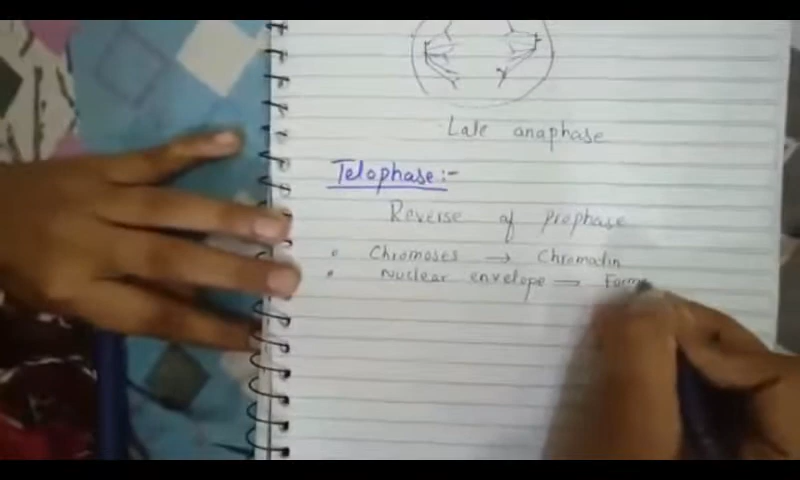 Late anaphase
Telophase:-
Reverse of prophase
• Chromoses → Chromatin
• Nuclear envelope → Form